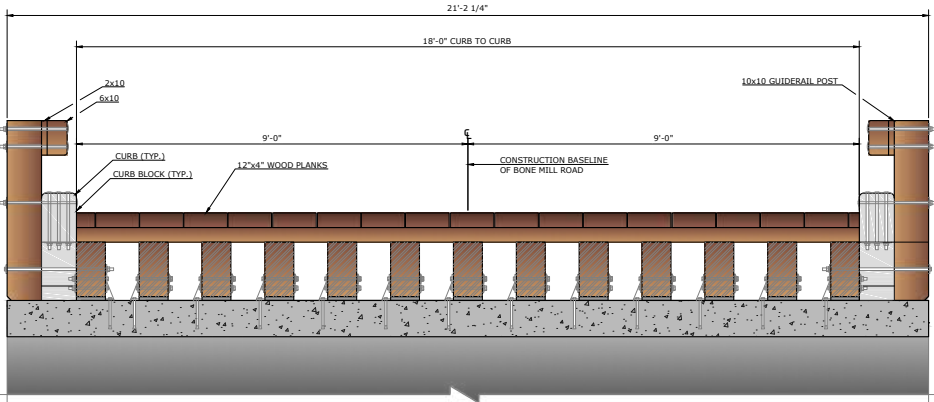 21'-2 1/4"
18'-0" CURB TO CURB
2x10
6x10
10x10 GUIDERAIL POST
9'-0"
℄
9'-0"
CURB (TYP.)
CURB BLOCK (TYP.)
12"x4" WOOD PLANKS
CONSTRUCTION BASELINE
OF BONE MILL ROAD